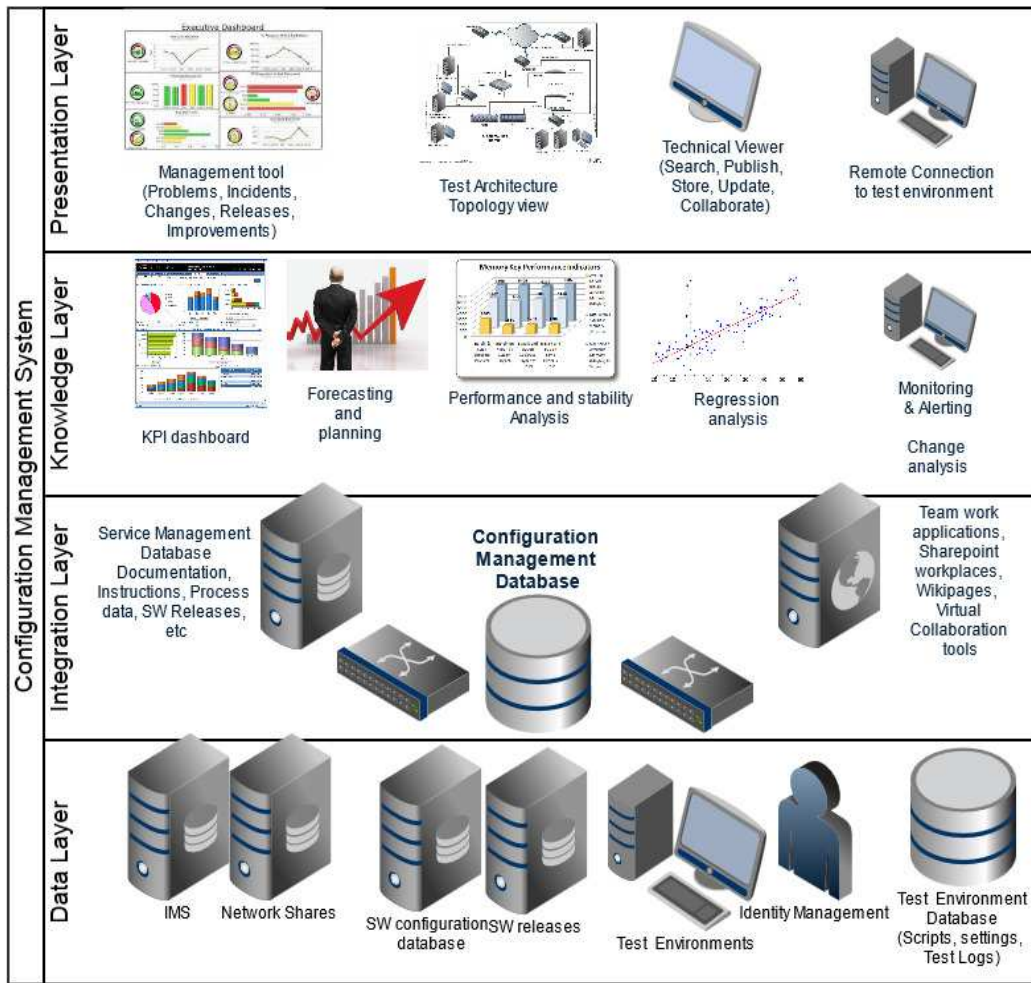 Configuration Management System
Presentation Layer
Executive Dashboard
Management tool
(Problems, Incidents,
Changes, Releases,
Improvements)
Test Architecture
Topology view
Technical Viewer
(Search, Publish,
Store, Update,
Collaborate)
Remote Connection
to test environment
Knowledge Layer
KPI dashboard
Forecasting
and
planning
Memory Key Performance Indicators
Performance and stability
Analysis
Regression
analysis
Monitoring
& Alerting
Change
analysis
Integration Layer
Service Management
Database
Documentation,
Instructions, Process
data, SW Releases,
etc
Configuration
Management
Database
Team work
applications,
Sharepoint
workplaces,
Wikipages,
Virtual
Collaboration
tools
Data Layer
IMS
Network Shares
SW configuration
database
SW releases
Test Environments
Identity Management
Test Environment
Database
(Scripts, settings,
Test Logs)